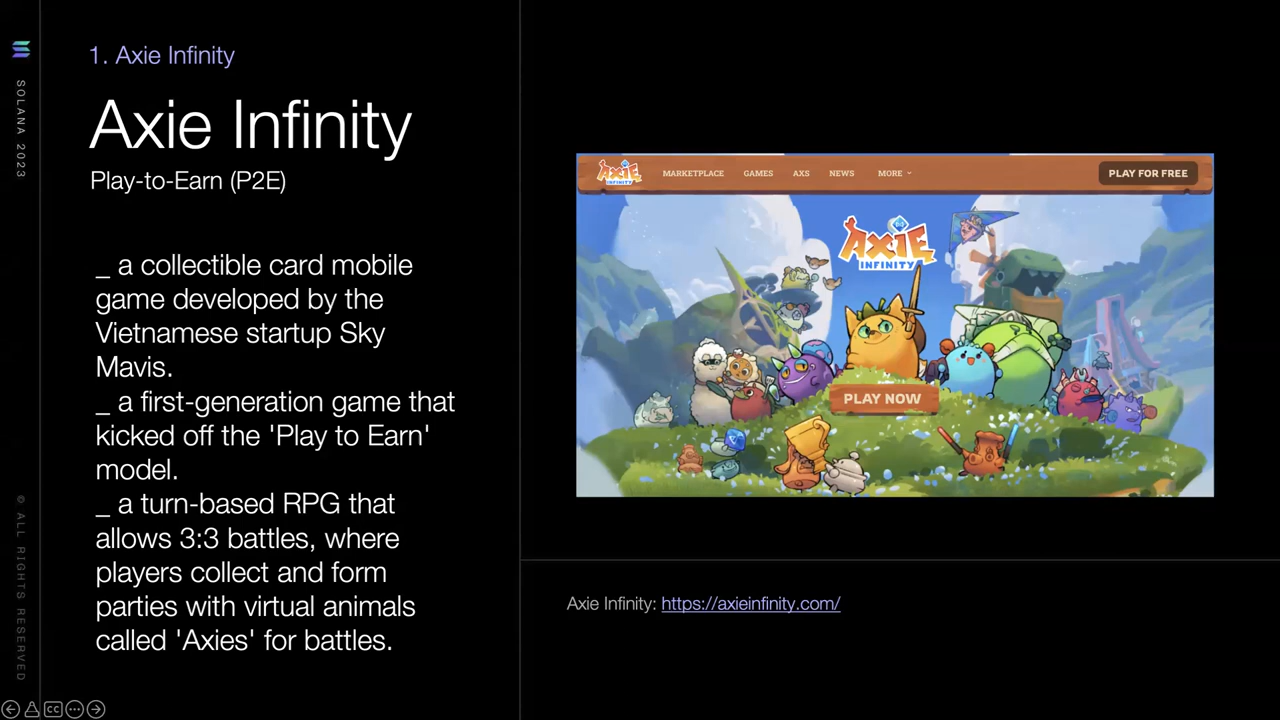 SOLANA 2023
© ALL RIGHTS RESERVED
1. Axie Infinity
Axie Infinity
Play-to-Earn (P2E)
_ a collectible card mobile
game developed by the
Vietnamese startup Sky
Mavis.
_ a first-generation game that
kicked off the 'Play to Earn'
model.
_ a turn-based RPG that
allows 3:3 battles, where
players collect and form
parties with virtual animals
called 'Axies' for battles.
AXIE
INFINITY
MARKETPLACE
GAMES
AXS
NEWS
MORE
PLAY FOR FREE
AXIE
INFINITY
PLAY NOW
Axie Infinity: https://axieinfinity.com/
CC